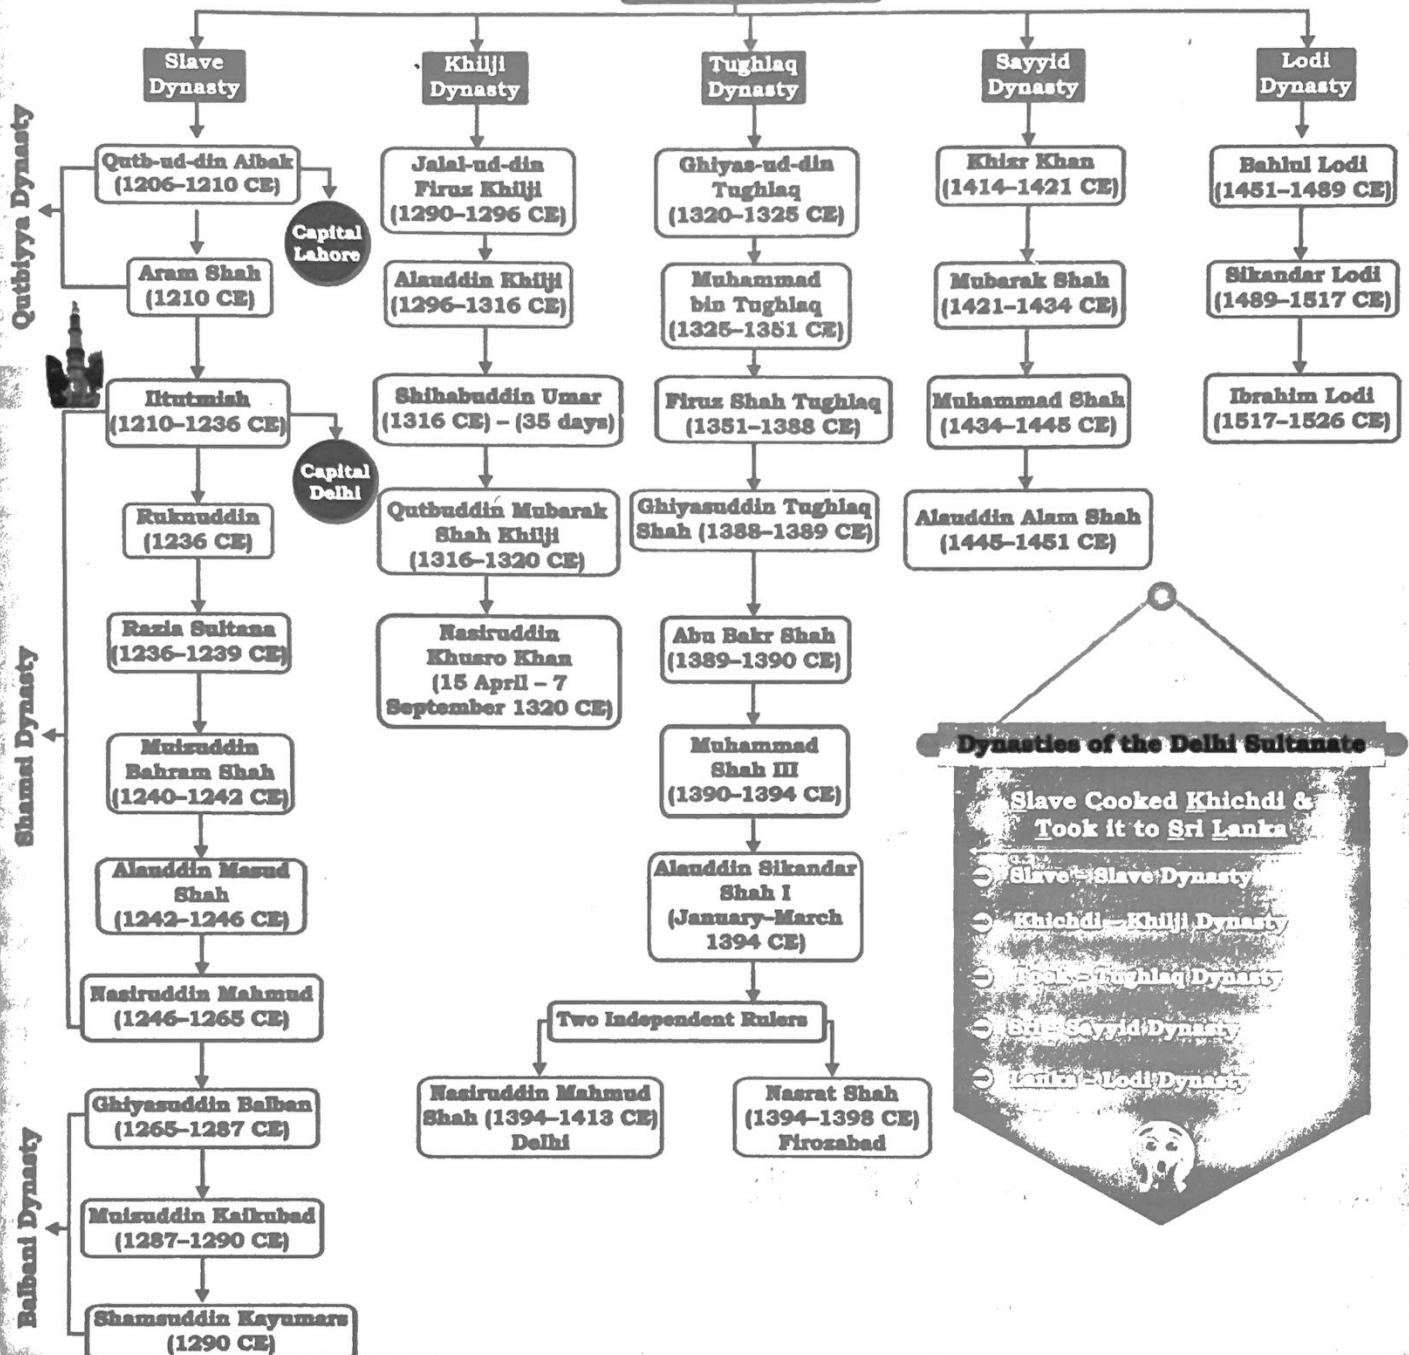 Slave
Dynasty
Khilji
Dynasty
Tughlaq
Dynasty
Sayyid
Dynasty
Lodi
Dynasty
Qutbiyya Dynasty
Qutb-ud-din Aibak
(1206–1210 CE)
Capital
Lahore
Aram Shah
(1210 CE)
Shamsi Dynasty
Iltutmish
(1210–1236 CE)
Capital
Delhi
Ruknuddin
(1236 CE)
Razia Sultana
(1236–1239 CE)
Muizuddin
Bahram Shah
(1240–1242 CE)
Alauddin Masud
Shah
(1242–1246 CE)
Nasiruddin Mahmud
(1246–1265 CE)
Balbani Dynasty
Ghiyasuddin Balban
(1265–1287 CE)
Muizuddin Kaikubad
(1287–1290 CE)
Shamsuddin Kayumars
(1290 CE)
Jalal-ud-din
Firuz Khilji
(1290–1296 CE)
Alauddin Khilji
(1296–1316 CE)
Shihabuddin Umar
(1316 CE) – (35 days)
Qutbuddin Mubarak
Shah Khilji
(1316–1320 CE)
Nasiruddin
Khusro Khan
(15 April – 7
September 1320 CE)
Ghiyas-ud-din
Tughlaq
(1320–1325 CE)
Muhammad
bin Tughlaq
(1325–1351 CE)
Firuz Shah Tughlaq
(1351–1388 CE)
Ghiyasuddin Tughlaq
Shah (1388–1389 CE)
Abu Bakr Shah
(1389–1390 CE)
Muhammad
Shah III
(1390–1394 CE)
Alauddin Sikandar
Shah I
(January–March
1394 CE)
Two Independent Rulers
Nasiruddin Mahmud
Shah (1394–1413 CE)
Delhi
Nasrat Shah
(1394–1398 CE)
Firozabad
Khizr Khan
(1414–1421 CE)
Mubarak Shah
(1421–1434 CE)
Muhammad Shah
(1434–1445 CE)
Alauddin Alam Shah
(1445–1451 CE)
Bahlul Lodi
(1451–1489 CE)
Sikandar Lodi
(1489–1517 CE)
Ibrahim Lodi
(1517–1526 CE)
Dynasties of the Delhi Sultanate
Slave Cooked Khichdi &
Took it to Sri Lanka
Slave – Slave Dynasty
Khichdi – Khilji Dynasty
Took – Tughlaq Dynasty
Sri – Sayyid Dynasty
Lanka – Lodi Dynasty